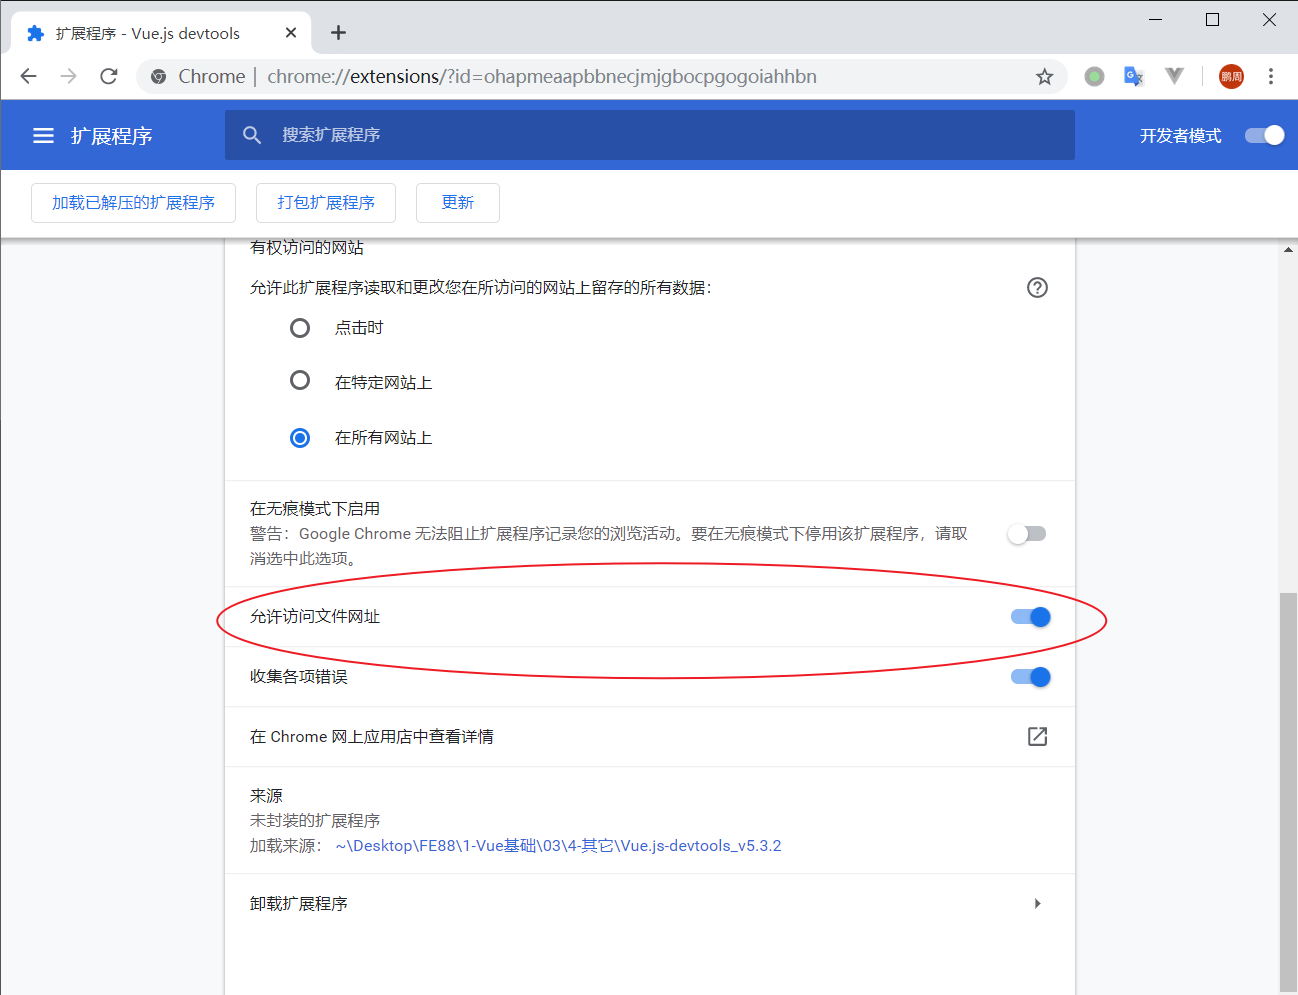 扩展程序 - Vue.js devtools
Chrome | chrome://extensions/?id=ohapmeaapbbnecjmjgbocpgogoiahhbn
鹏周
扩展程序
搜索扩展程序
开发者模式
加载已解压的扩展程序
打包扩展程序
更新
有权访问的网站
允许此扩展程序读取和更改您在所访问的网站上留存的所有数据:
点击时
在特定网站上
在所有网站上
在无痕模式下启用
警告：Google Chrome 无法阻止扩展程序记录您的浏览活动。要在无痕模式下停用该扩展程序，请取
消选中此选项。
允许访问文件网址
收集各项错误
在 Chrome 网上应用店中查看详情
来源
未封装的扩展程序
加载来源： ~\Desktop\FE88\1-Vue基础\03\4-其它\Vue.js-devtools_v5.3.2
卸载扩展程序